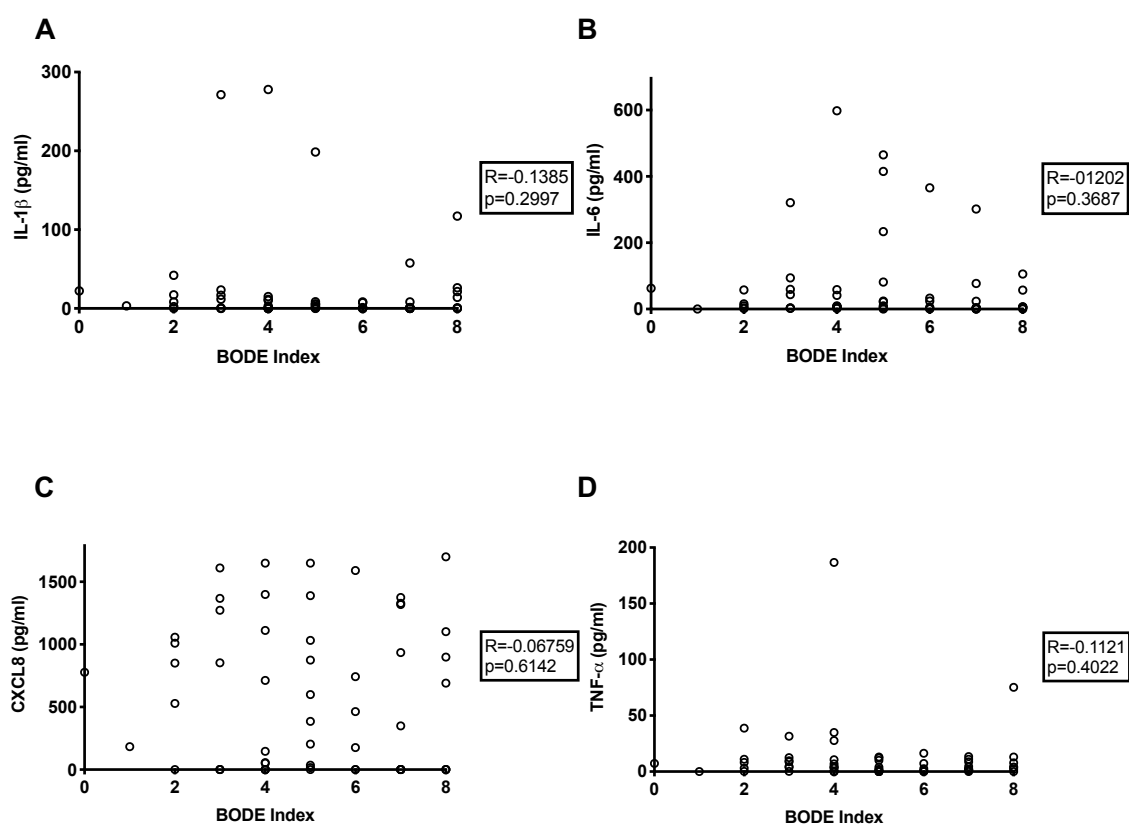 A
300
200
100
0
IL-1β (pg/ml)
0 2 4 6 8
BODE Index
R=-0.1385
p=0.2997
B
600
400
200
0
IL-6 (pg/ml)
0 2 4 6 8
BODE Index
R=-01202
p=0.3687
C
1500
1000
500
0
CXCL8 (pg/ml)
0 2 4 6 8
BODE Index
R=-0.06759
p=0.6142
D
200
150
100
50
0
TNF-α (pg/ml)
0 2 4 6 8
BODE Index
R=-0.1121
p=0.4022